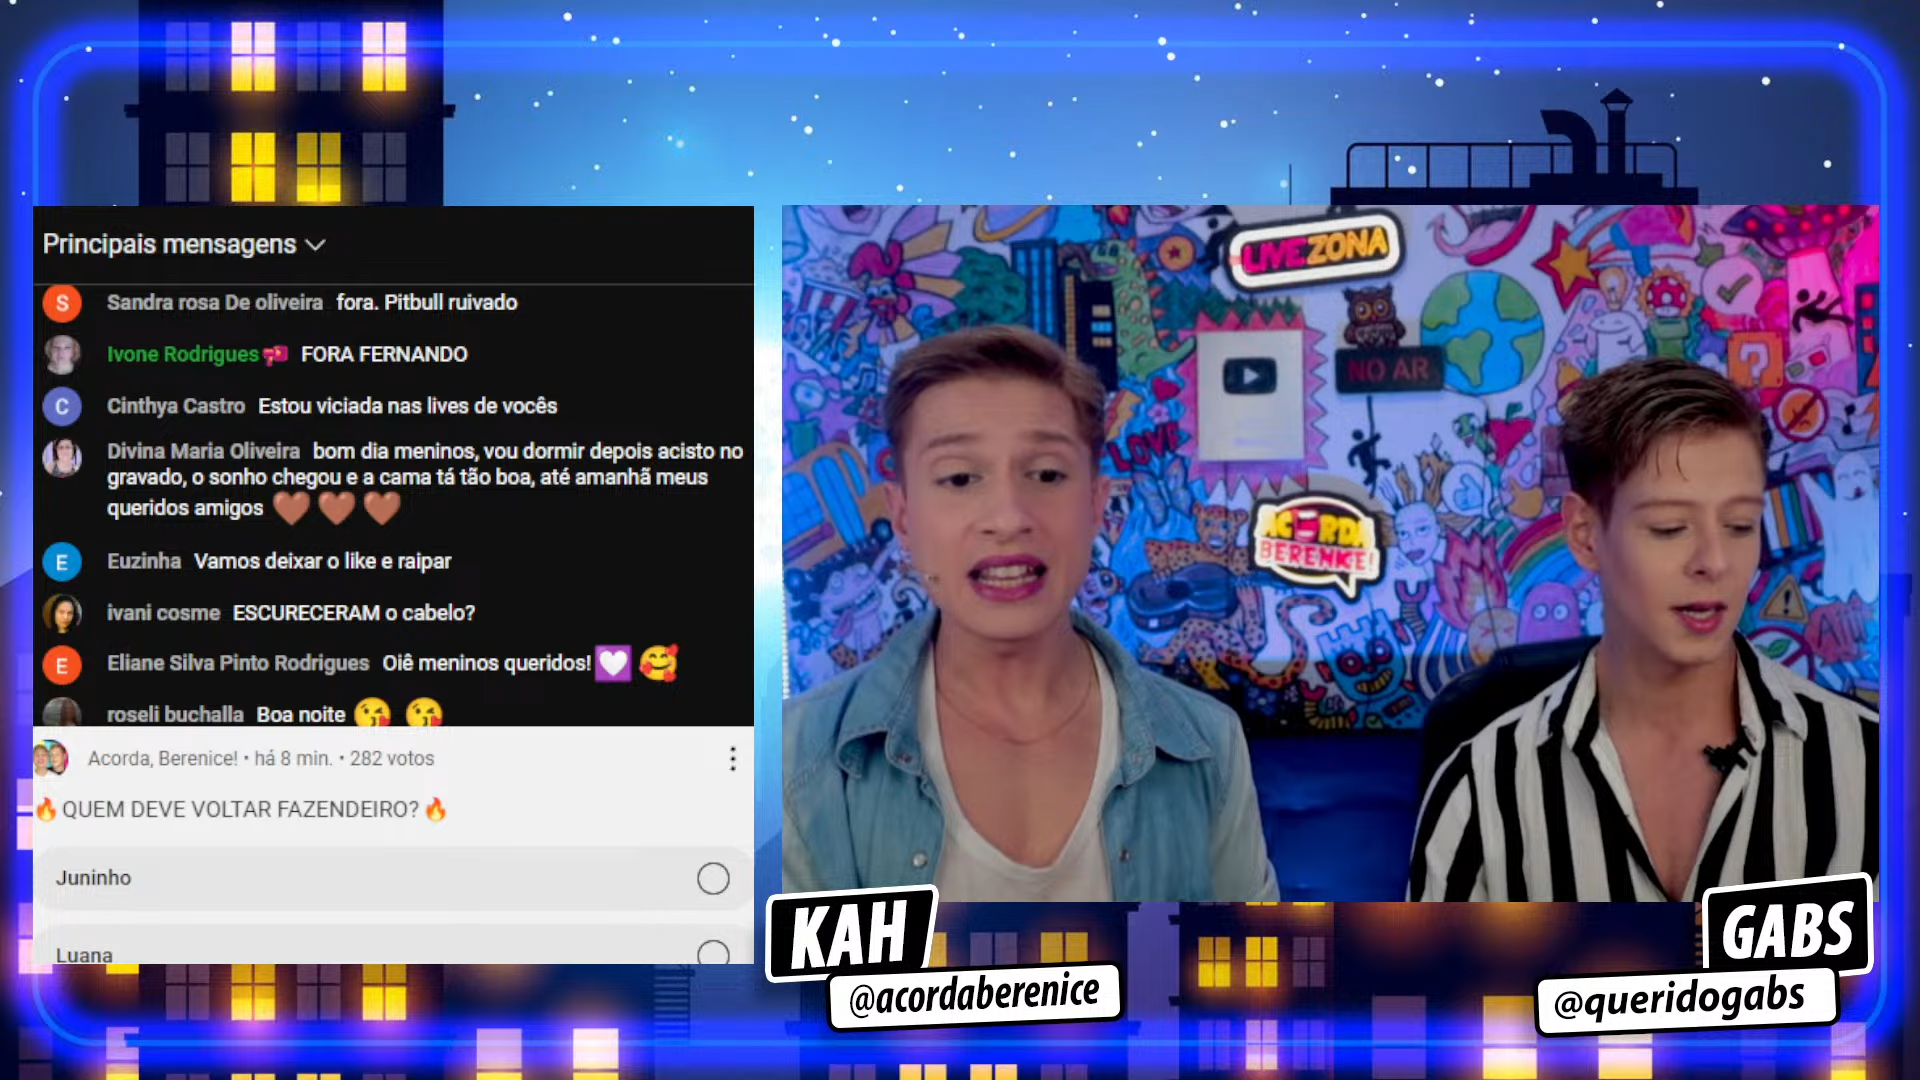 Principais mensagens
S
Sandra rosa De oliveira fora. Pitbull ruivado
Ivone Rodrigues FORA FERNANDO
C
Cinthya Castro Estou viciada nas lives de vocês
Divina Maria Oliveira bom dia meninos, vou dormir depois acisto no
gravado, o sonho chegou e a cama tá tão boa, até amanhã meus
queridos amigos 🤎 🤎 🤎
E
Euzinha Vamos deixar o like e raipar
ivani cosme ESCURECERAM o cabelo?
E
Eliane Silva Pinto Rodrigues Oiê meninos queridos! 💟 🥰
roseli buchalla Boa noite 😘 😘
Acorda, Berenice! • há 8 min. • 282 votos
🔥 QUEM DEVE VOLTAR FAZENDEIRO? 🔥
Juninho
Luana
LIVEZONA
NO AR
LOVE
ACORDA
BERENICE!
KAH
@acordaberenice
GABS
@queridogabs